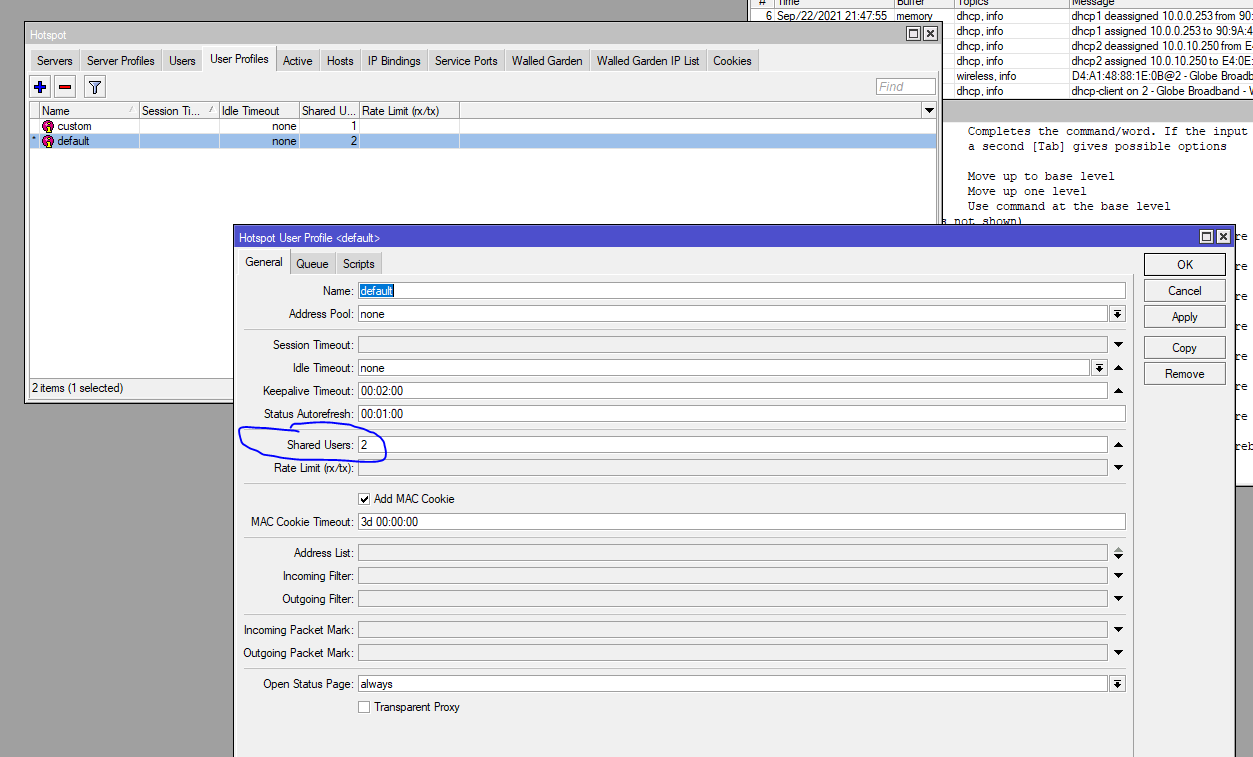 # Time Buffer Topics Message
6 Sep/22/2021 21:47:55 memory dhcp, info dhcp1 deassigned 10.0.0.253 from 90:
dhcp, info dhcp1 assigned 10.0.0.253 to 90:9A:4
dhcp, info dhcp2 deassigned 10.0.10.250 from E4
dhcp, info dhcp2 assigned 10.0.10.250 to E4:0E:
wireless, info D4:A1:48:88:1E:0B@2 - Globe Broadband
dhcp, info dhcp-client on 2 - Globe Broadband - W
Hotspot
Servers Server Profiles Users User Profiles Active Hosts IP Bindings Service Ports Walled Garden Walled Garden IP List Cookies
Find
Name Session Ti... Idle Timeout Shared U... Rate Limit (rx/tx)
custom none 1
* default none 2
2 items (1 selected)
Completes the command/word. If the input
a second [Tab] gives possible options
Move up to base level
Move up one level
Use command at the base level
s not shown)
re
re
re
re
re
re
re
reb
Hotspot User Profile <default>
General Queue Scripts
Name: default
Address Pool: none
Session Timeout:
Idle Timeout: none
Keepalive Timeout: 00:02:00
Status Autorefresh: 00:01:00
Shared Users: 2
Rate Limit (rx/tx):
Add MAC Cookie
MAC Cookie Timeout: 3d 00:00:00
Address List:
Incoming Filter:
Outgoing Filter:
Incoming Packet Mark:
Outgoing Packet Mark:
Open Status Page: always
Transparent Proxy
OK
Cancel
Apply
Copy
Remove